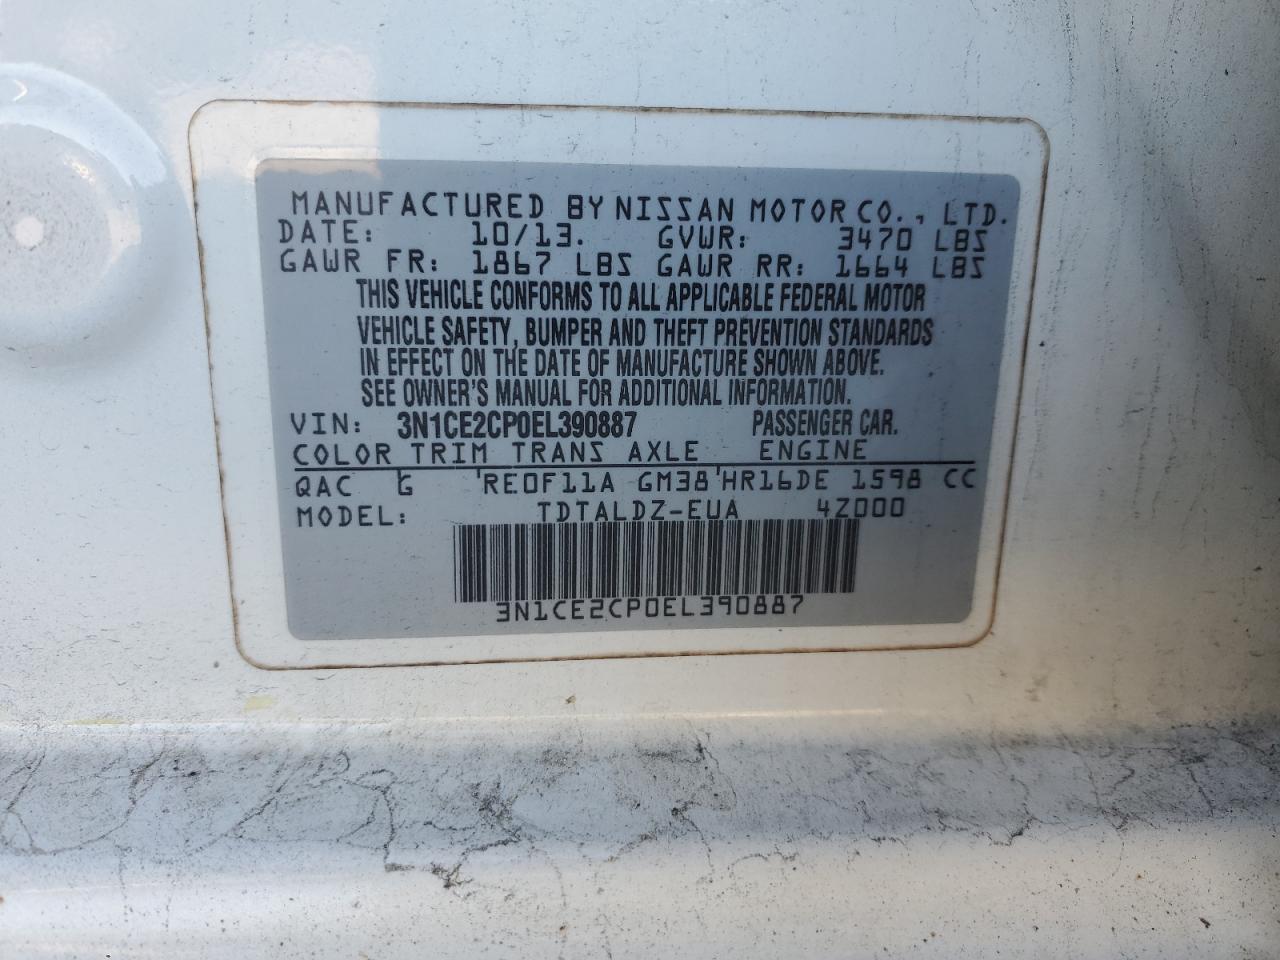 MANUFACTURED BY NISSAN MOTOR CO., LTD.
DATE: 10/13. GVWR: 3470 LBS
GAWR FR: 1867 LBS GAWR RR: 1664 LBS
THIS VEHICLE CONFORMS TO ALL APPLICABLE FEDERAL MOTOR
VEHICLE SAFETY, BUMPER AND THEFT PREVENTION STANDARDS
IN EFFECT ON THE DATE OF MANUFACTURE SHOWN ABOVE.
SEE OWNER'S MANUAL FOR ADDITIONAL INFORMATION.
VIN: 3N1CE2CP0EL390887 PASSENGER CAR.
COLOR TRIM TRANS AXLE ENGINE
QAC G RE0F11A GM38 HR16DE 1598 CC
MODEL: TDTALDZ-EUA 4Z000
3N1CE2CP0EL390887